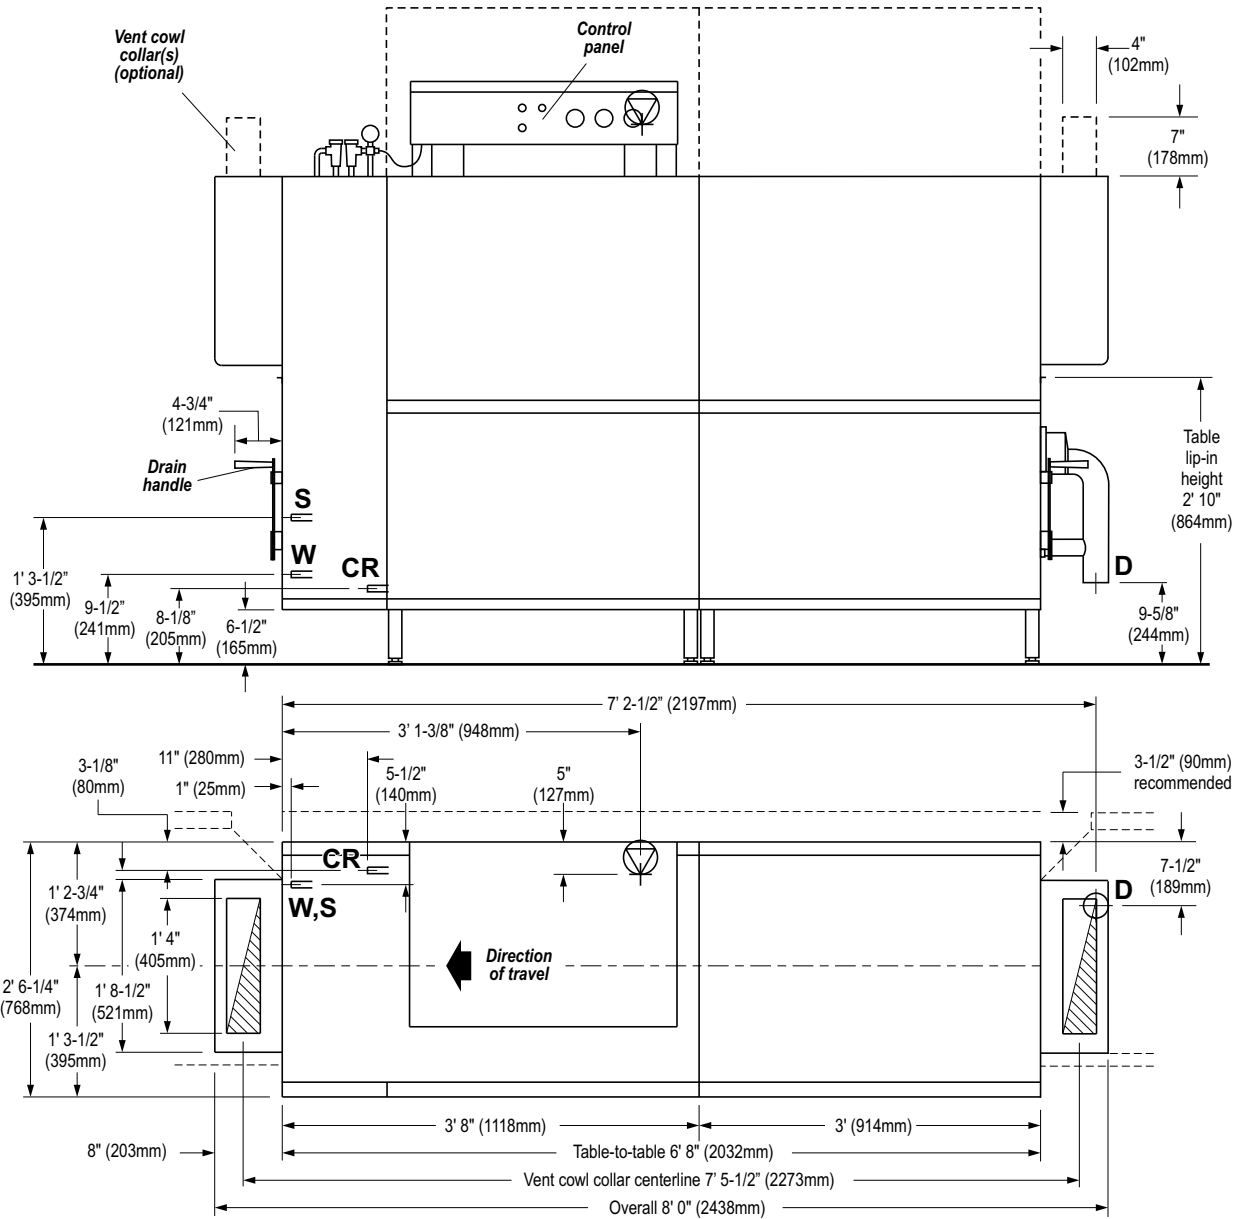 Vent cowl
collar(s)
(optional)
Control
panel
4"
(102mm)
7"
(178mm)
4-3/4"
(121mm)
Drain
handle
S
W
CR
D
Table
lip-in
height
2' 10"
(864mm)
1' 3-1/2”
(395mm)
9-1/2”
(241mm)
8-1/8"
(205mm)
6-1/2"
(165mm)
9-5/8"
(244mm)
7’ 2-1/2” (2197mm)
3’ 1-3/8” (948mm)
11" (280mm)
3-1/8"
(80mm)
1" (25mm)
5-1/2"
(140mm)
5"
(127mm)
3-1/2" (90mm)
recommended
CR
W,S
D
7-1/2"
(189mm)
1' 2-3/4"
(374mm)
1' 4"
(405mm)
Direction
of travel
2' 6-1/4"
(768mm)
1' 8-1/2"
(521mm)
1' 3-1/2"
(395mm)
3' 8" (1118mm)
3' (914mm)
8" (203mm)
Table-to-table 6' 8" (2032mm)
Vent cowl collar centerline 7' 5-1/2” (2273mm)
Overall 8' 0" (2438mm)